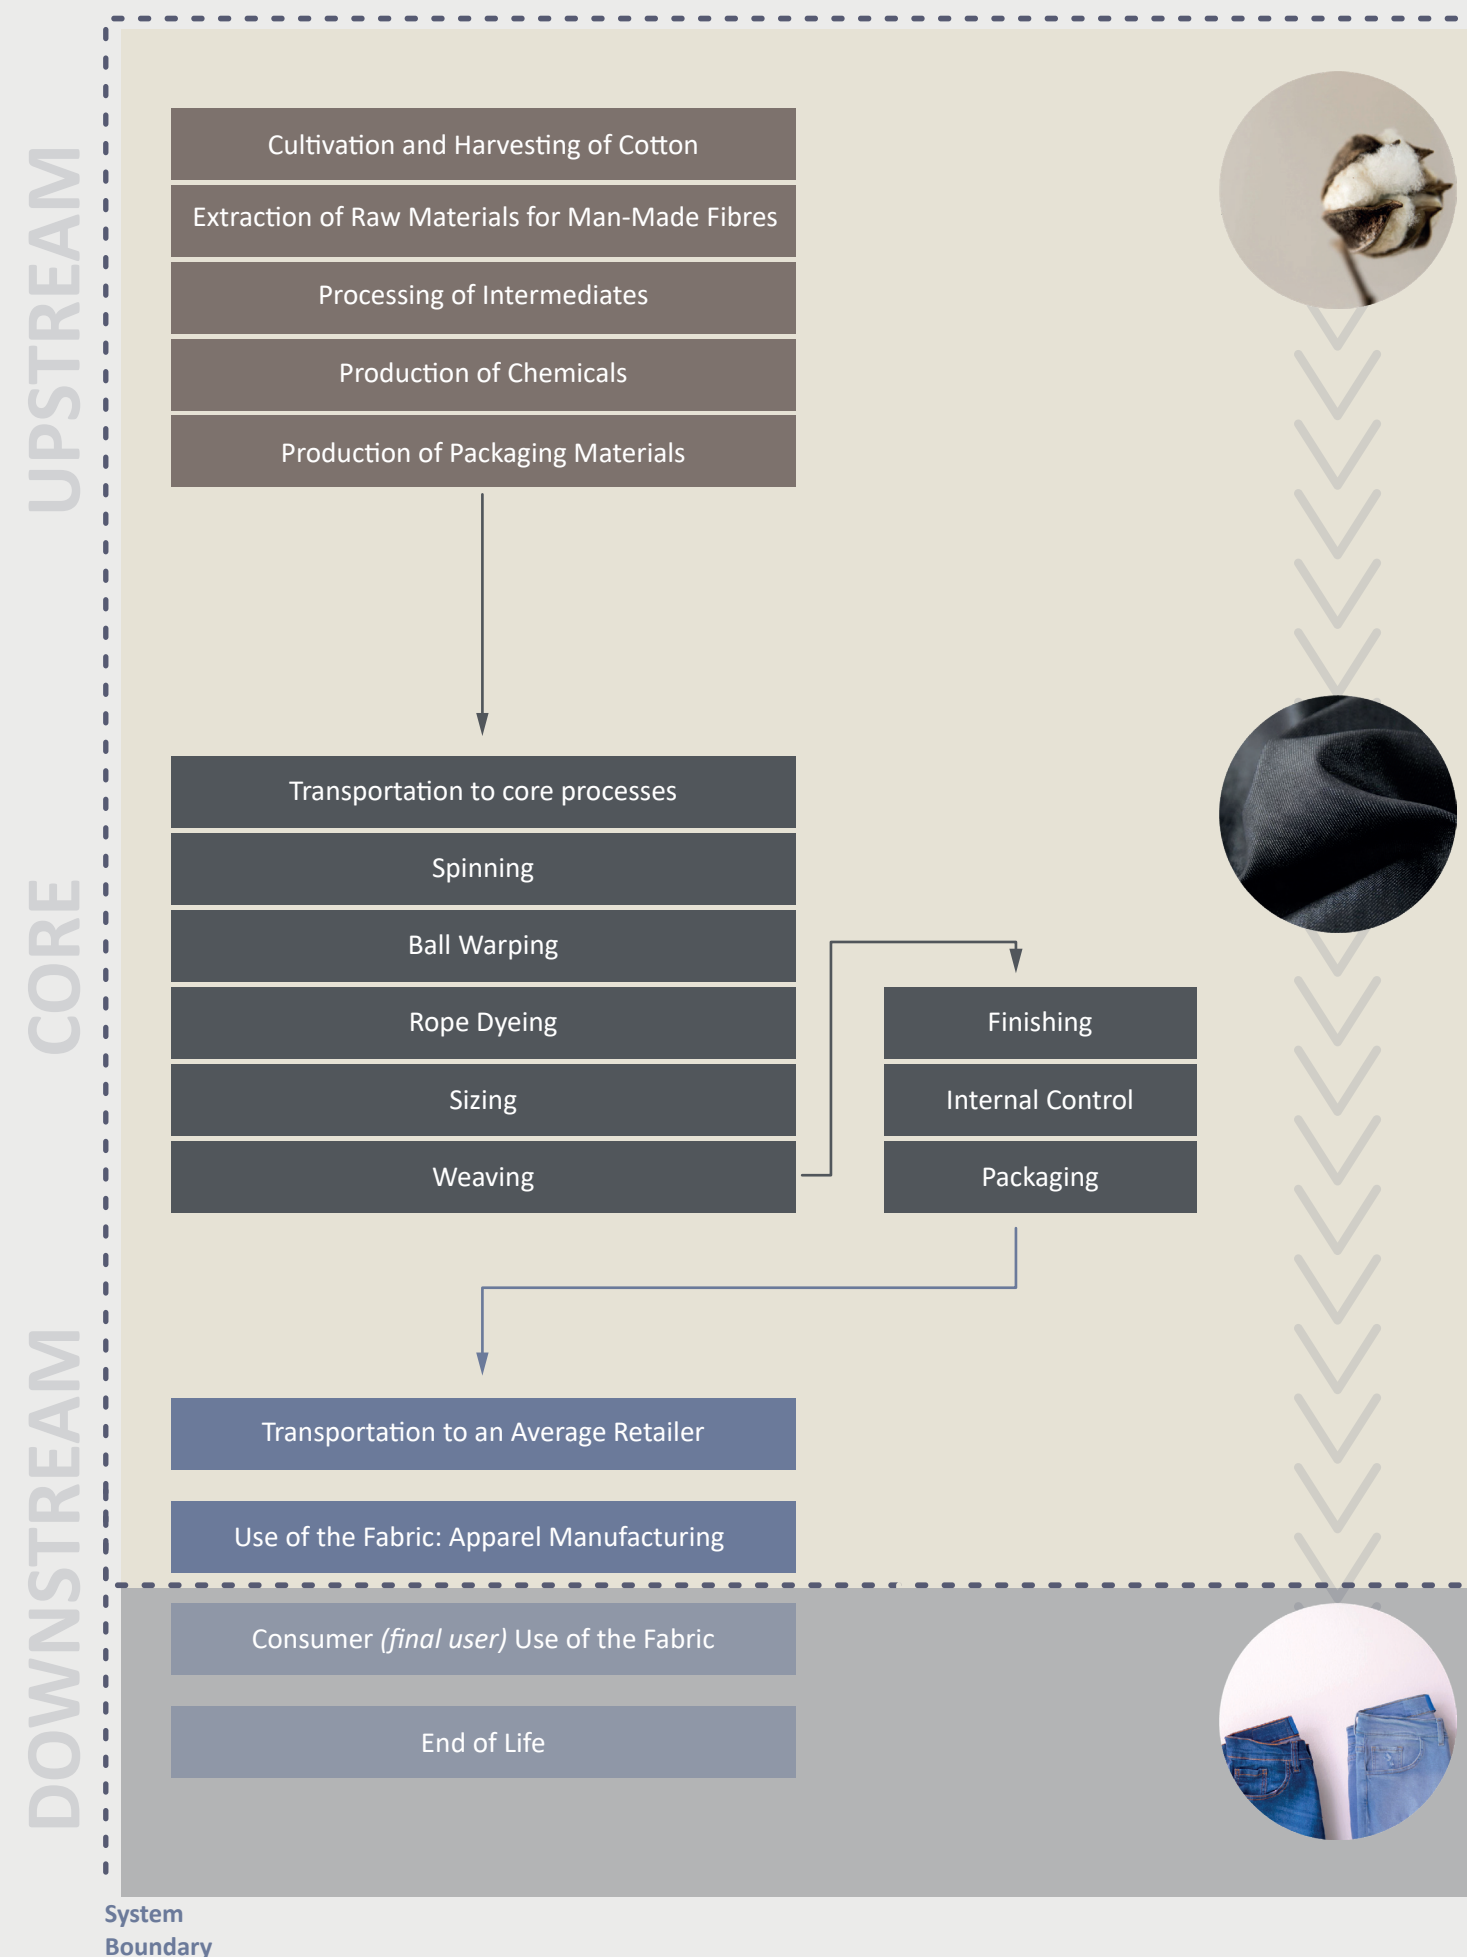 UPSTREAM
Cultivation and Harvesting of Cotton
Extraction of Raw Materials for Man-Made Fibres
Processing of Intermediates
Production of Chemicals
Production of Packaging Materials
CORE
Transportation to core processes
Spinning
Ball Warping
Rope Dyeing
Sizing
Weaving
Finishing
Internal Control
Packaging
DOWNSTREAM
Transportation to an Average Retailer
Use of the Fabric: Apparel Manufacturing
Consumer (final user) Use of the Fabric
End of Life
System
Boundary